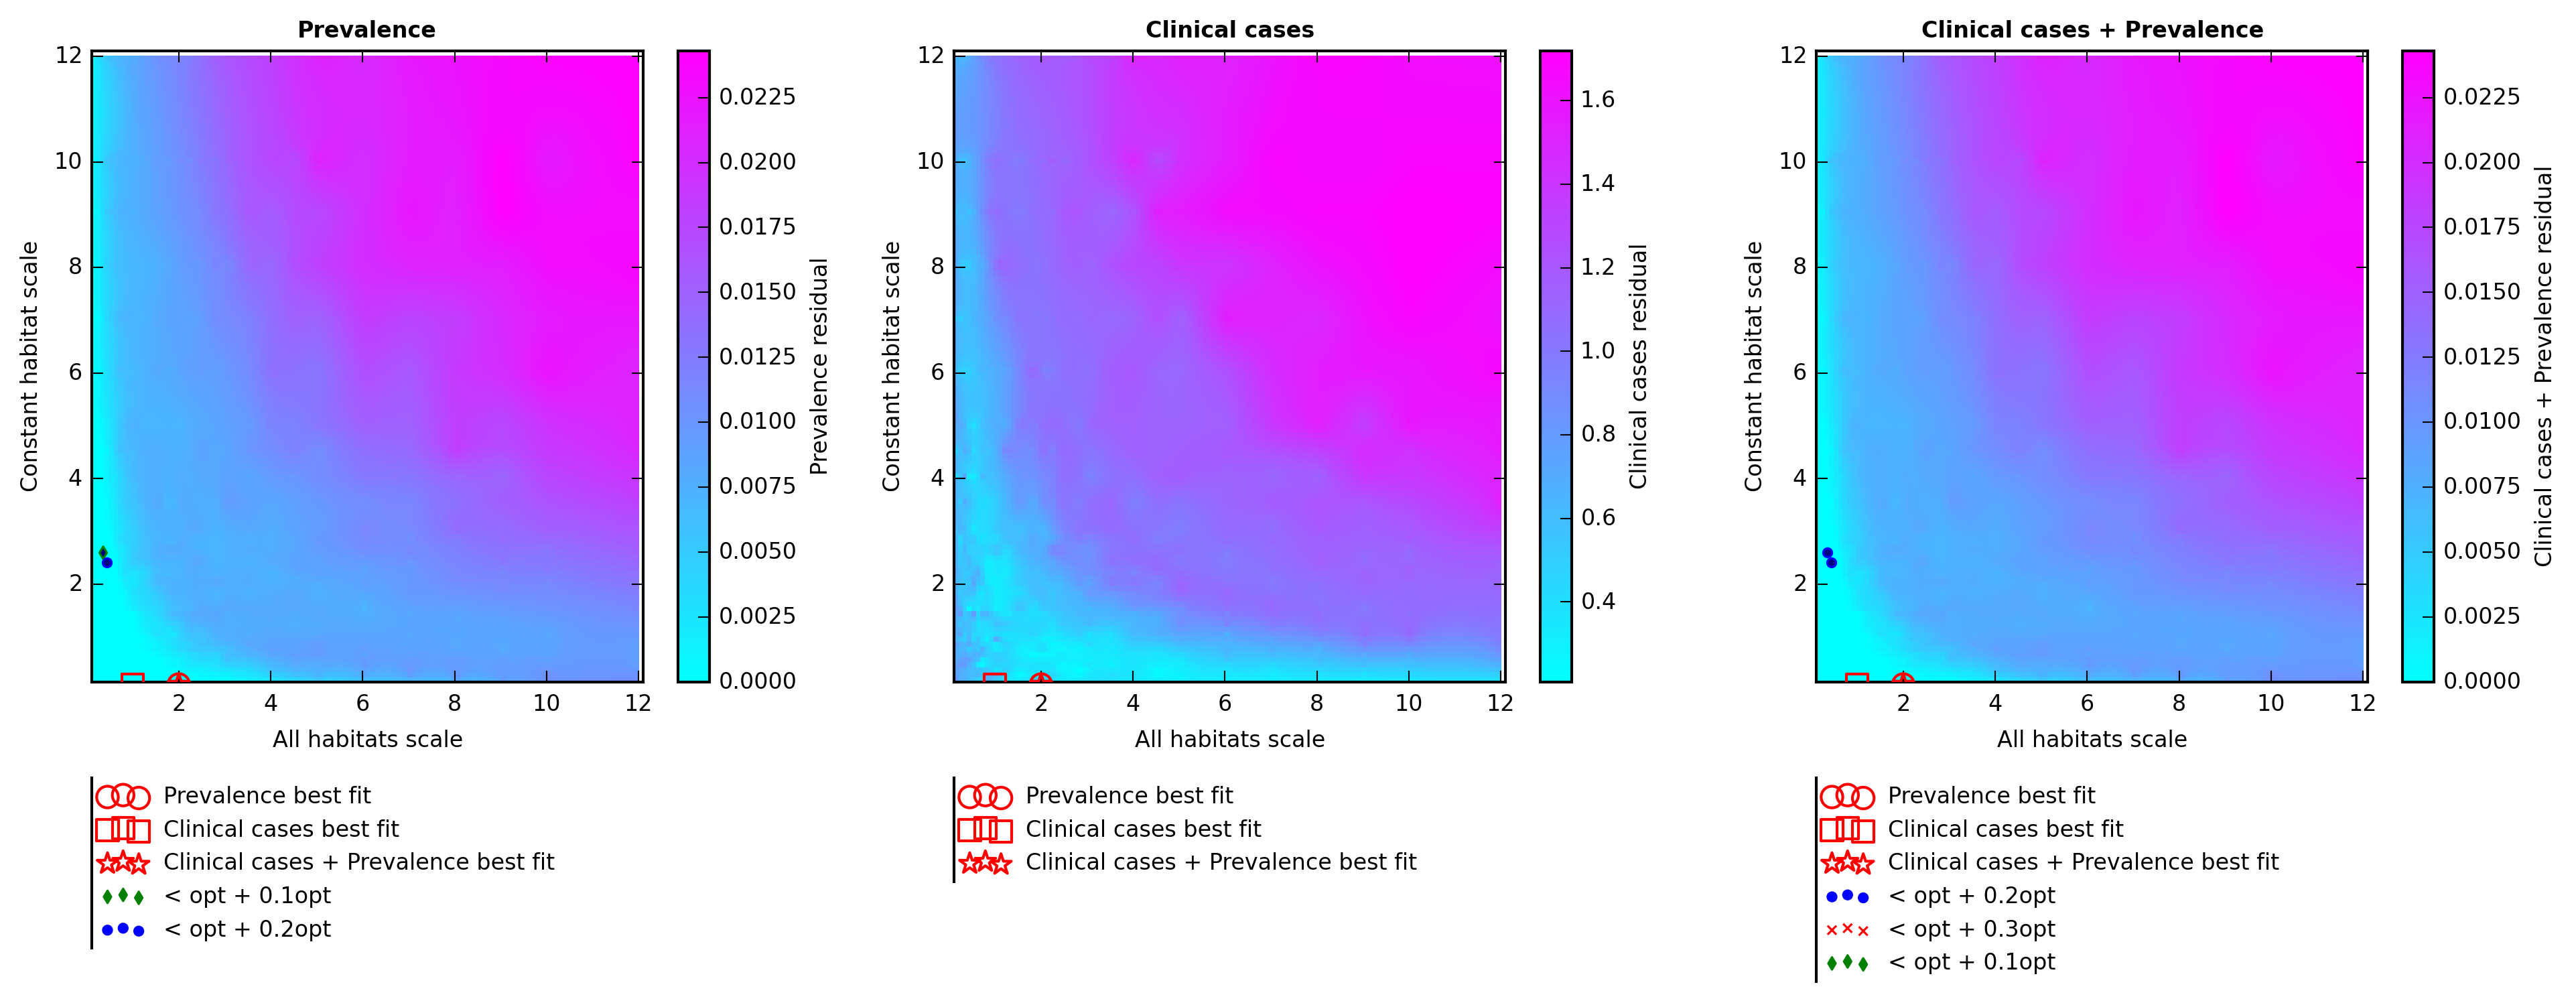 Prevalence
Constant habitat scale
12
10
8
6
4
2
2 4 6 8 10 12
All habitats scale
0.0225
0.0200
0.0175
0.0150
0.0125
0.0100
0.0075
0.0050
0.0025
0.0000
Prevalence residual
Prevalence best fit
Clinical cases best fit
Clinical cases + Prevalence best fit
< opt + 0.1opt
< opt + 0.2opt
Clinical cases
Constant habitat scale
12
10
8
6
4
2
2 4 6 8 10 12
All habitats scale
1.6
1.4
1.2
1.0
0.8
0.6
0.4
Clinical cases residual
Prevalence best fit
Clinical cases best fit
Clinical cases + Prevalence best fit
Clinical cases + Prevalence
Constant habitat scale
12
10
8
6
4
2
2 4 6 8 10 12
All habitats scale
0.0225
0.0200
0.0175
0.0150
0.0125
0.0100
0.0075
0.0050
0.0025
0.0000
Clinical cases + Prevalence residual
Prevalence best fit
Clinical cases best fit
Clinical cases + Prevalence best fit
< opt + 0.2opt
< opt + 0.3opt
< opt + 0.1opt